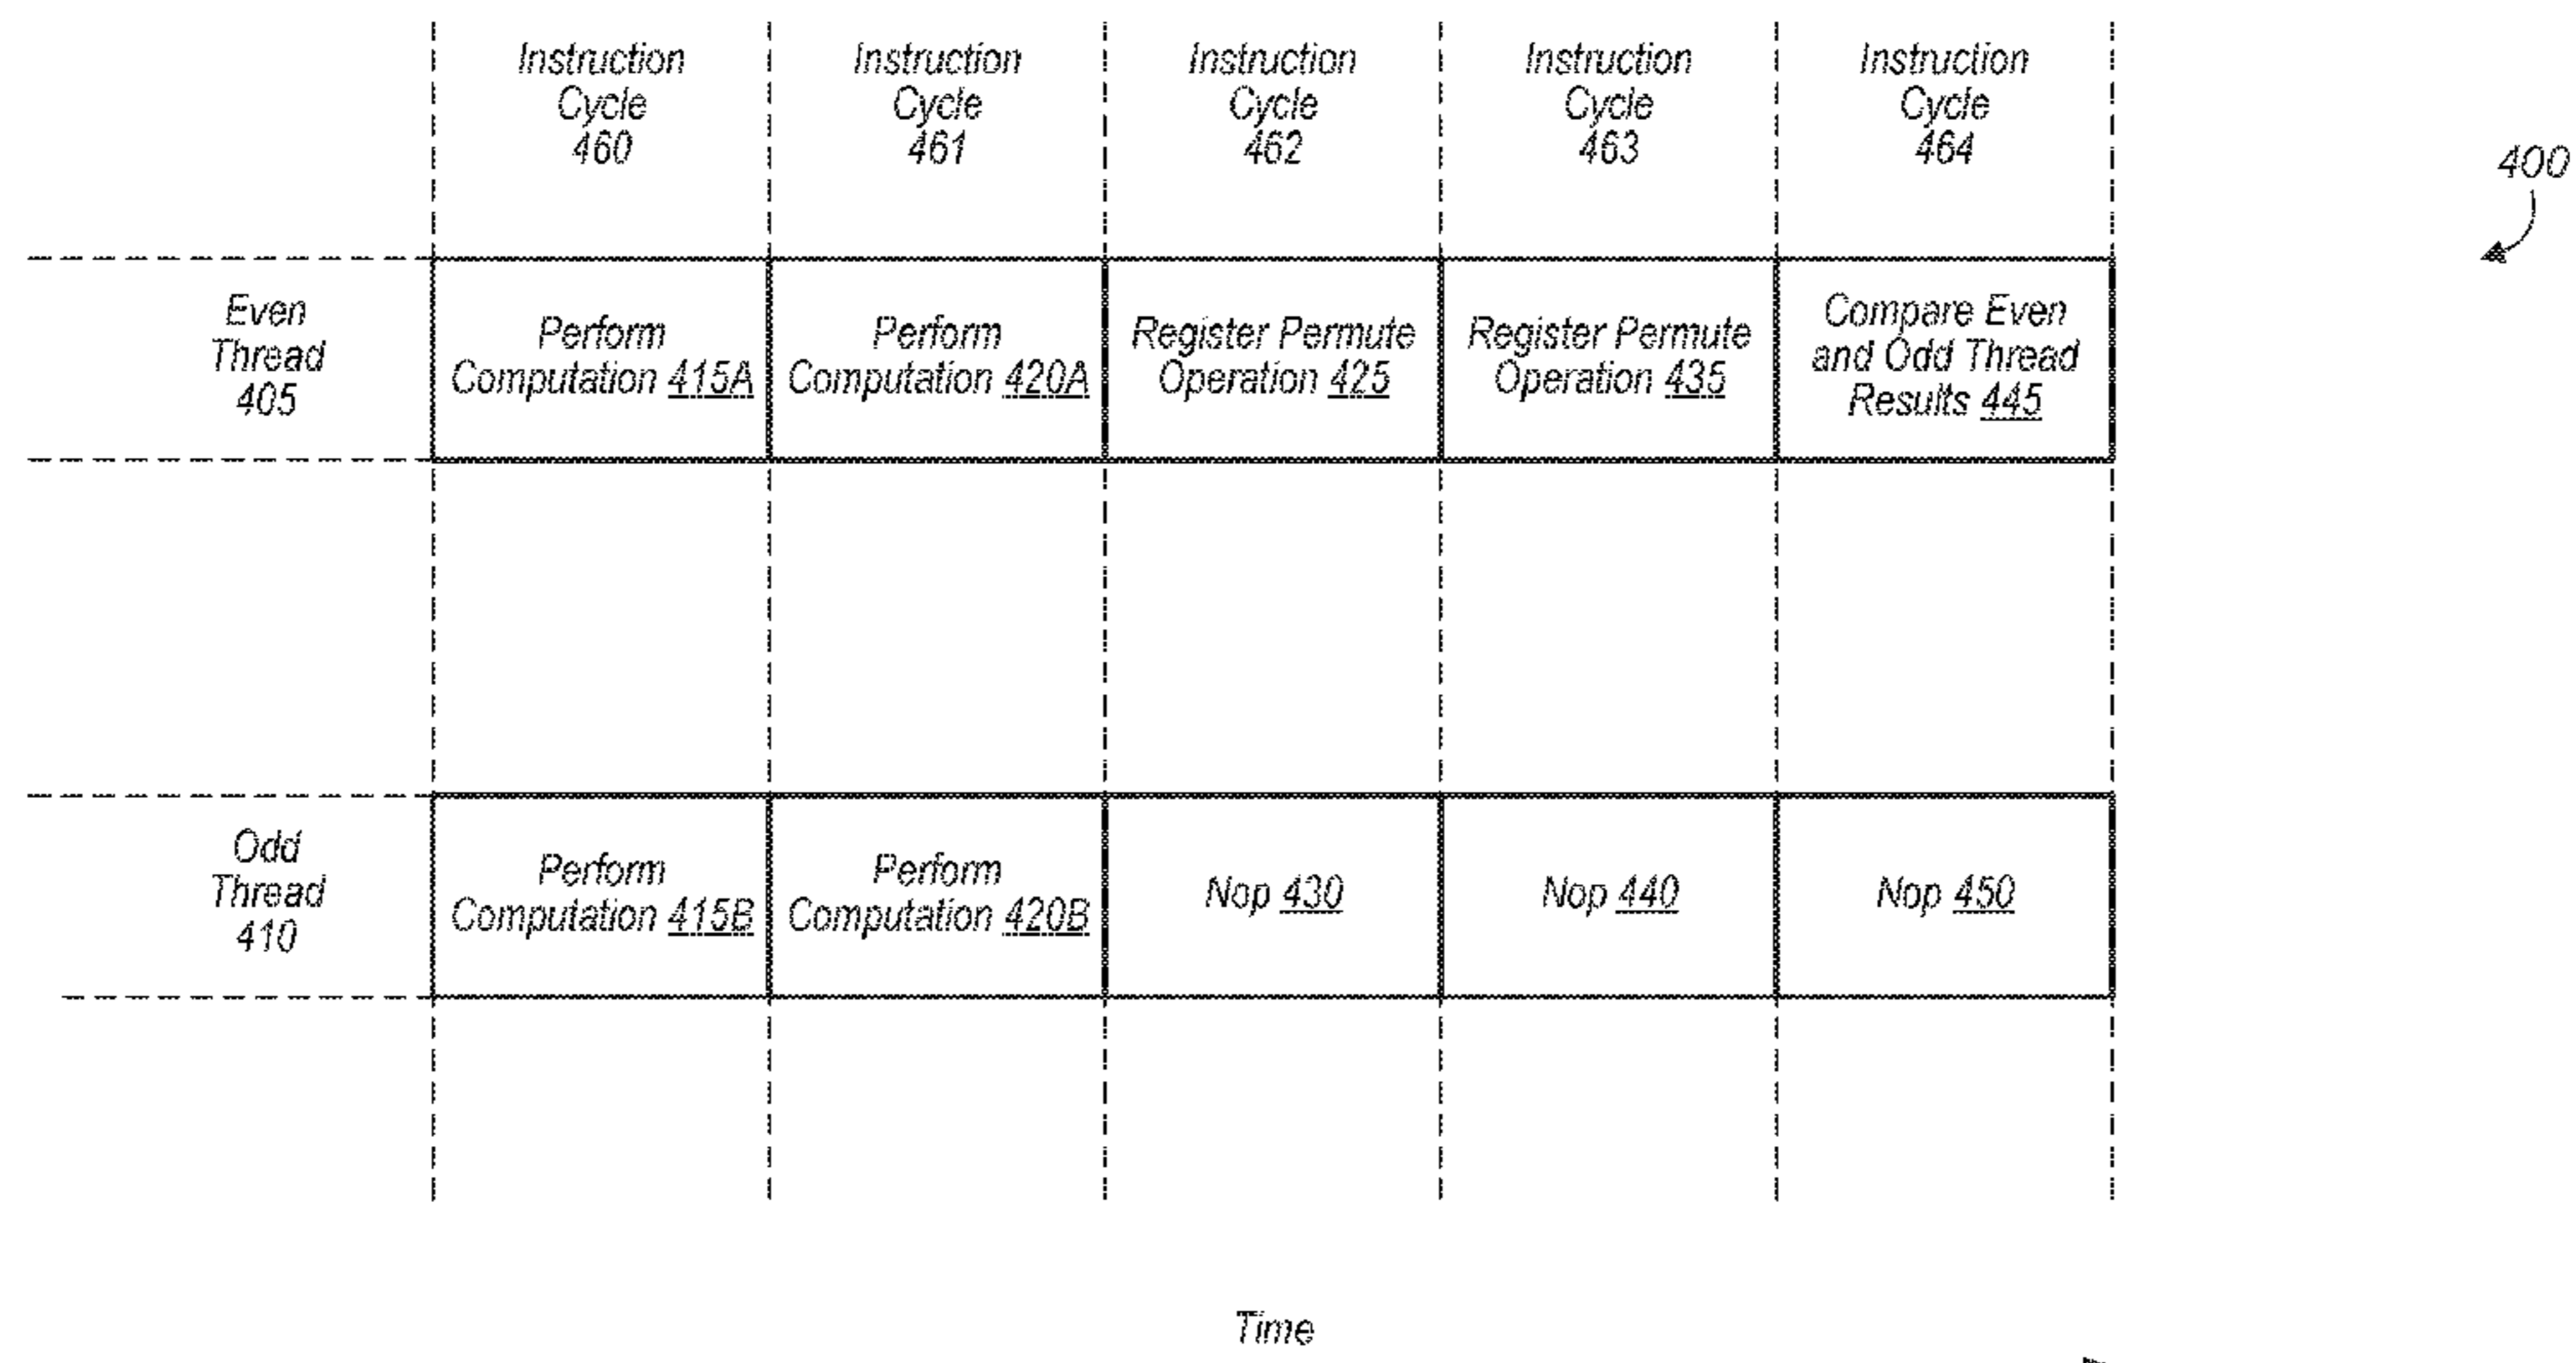 Instruction
Cycle
460
Instruction
Cycle
461
Instruction
Cycle
462
Instruction
Cycle
463
Instruction
Cycle
464
400
Even
Thread
405
Perform
Computation 415A
Perform
Computation 420A
Register Permute
Operation 425
Register Permute
Operation 435
Compare Even
and Odd Thread
Results 445
Odd
Thread
410
Perform
Computation 415B
Perform
Computation 420B
Nop 430
Nop 440
Nop 450
Time